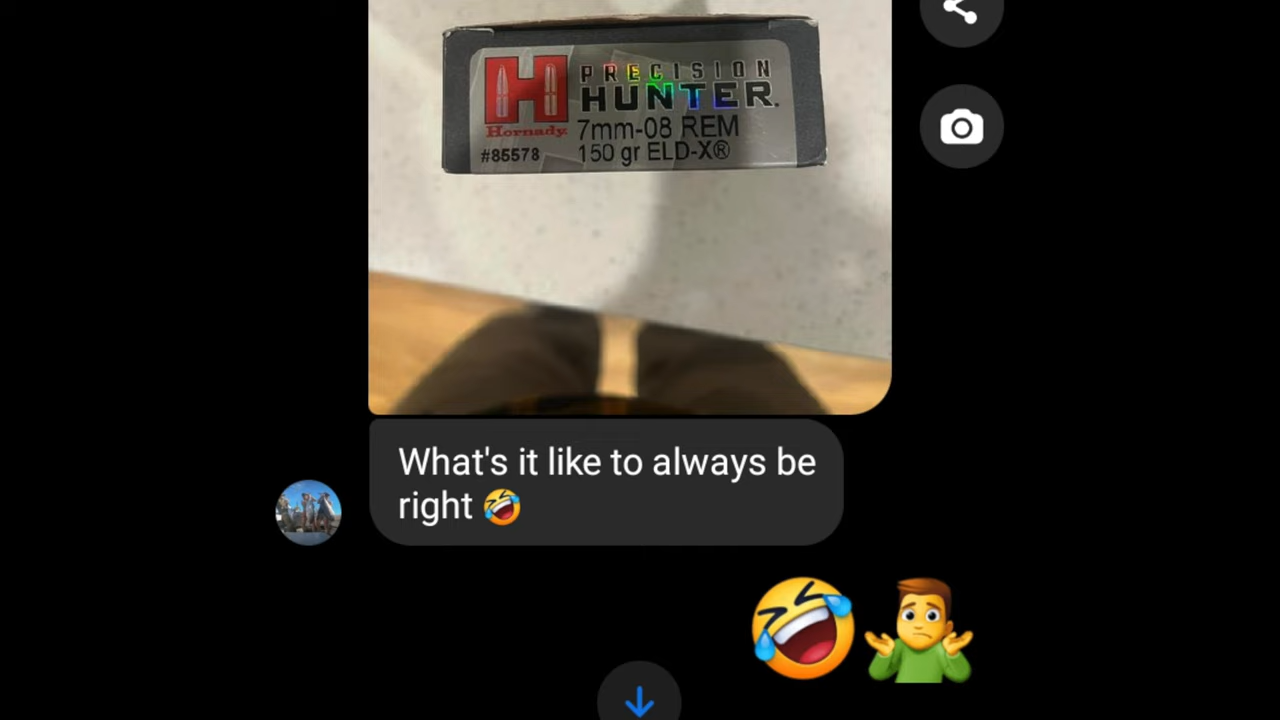 PRECISION
HUNTER.
Hornady.
7mm-08 REM
#85578
150 gr ELD-X®
What's it like to always be
right 🤣
🤣🤷‍♂️